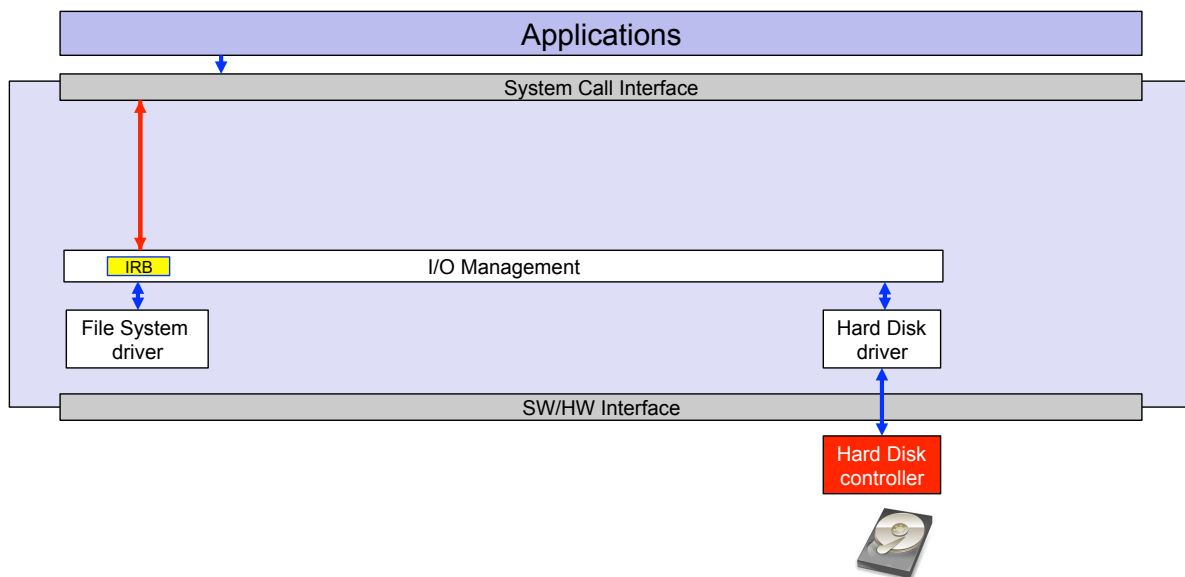 Applications
System Call Interface
IRB
I/O Management
File System
driver
Hard Disk
driver
SW/HW Interface
Hard Disk
controller